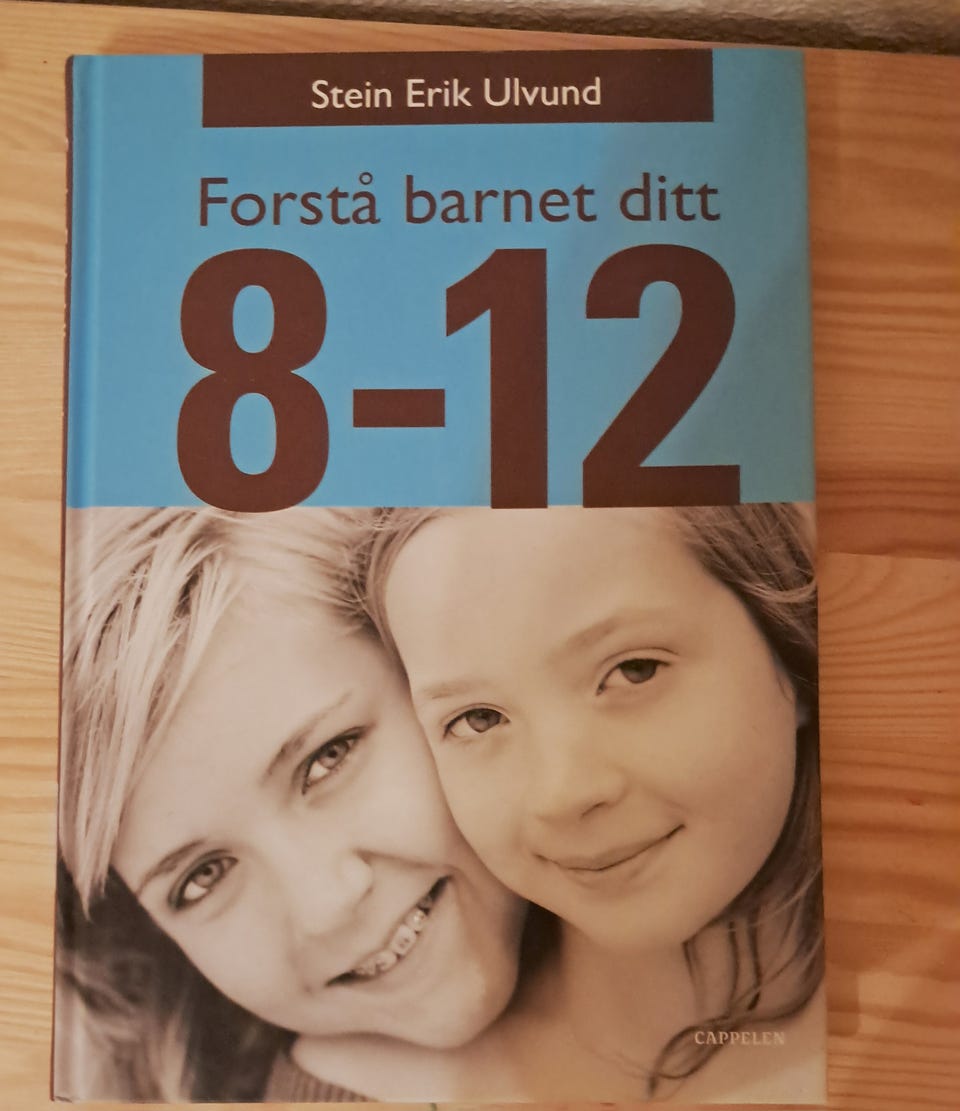 Stein Erik Ulvund
Forstå barnet ditt
8-12
CAPPELEN